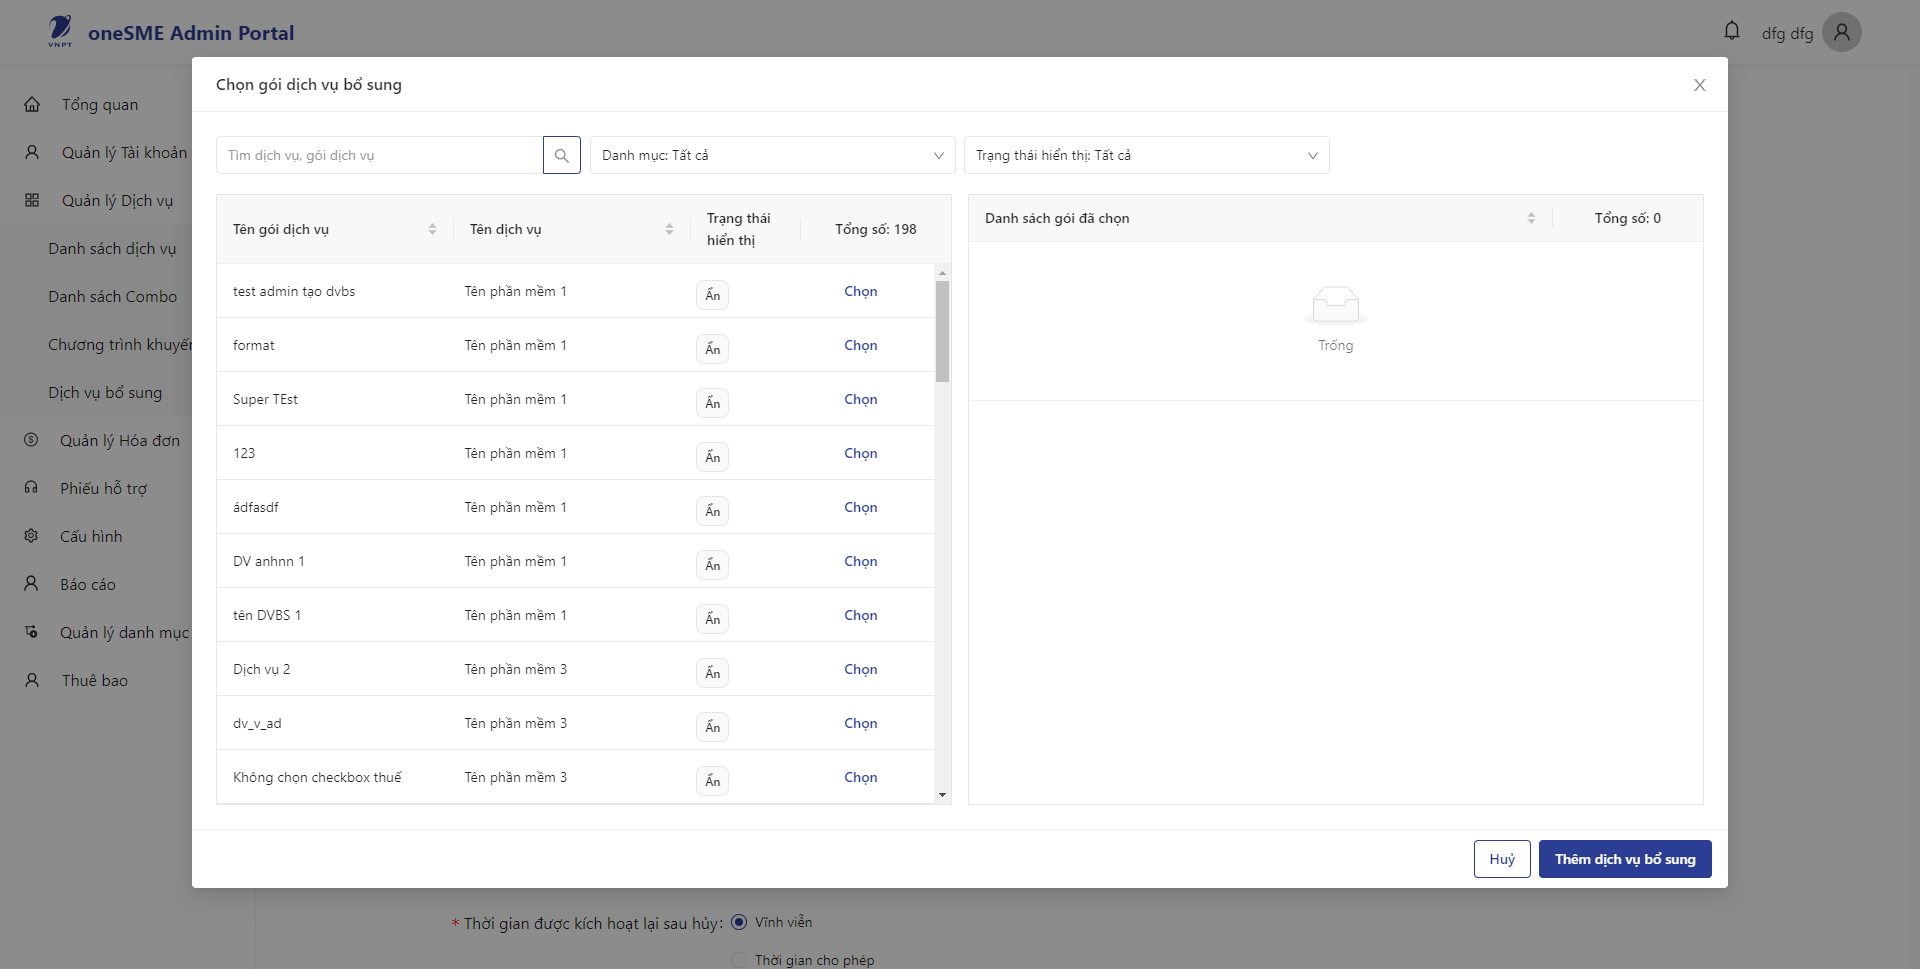 VNPT
oneSME Admin Portal
dfg dfg
Tổng quan
Quản lý Tài khoản
Quản lý Dịch vụ
Danh sách dịch vụ
Danh sách Combo
Chương trình khuyến
Dịch vụ bổ sung
Quản lý Hóa đơn
Phiếu hỗ trợ
Cấu hình
Báo cáo
Quản lý danh mục
Thuê bao
Chọn gói dịch vụ bổ sung
Tìm dịch vụ, gói dịch vụ
Danh mục: Tất cả
Trạng thái hiển thị: Tất cả
Tên gói dịch vụ
Tên dịch vụ
Trạng thái
hiển thị
Tổng số: 198
test admin tạo dvbs
Tên phần mềm 1
Ẩn
Chọn
format
Tên phần mềm 1
Ẩn
Chọn
Super TEst
Tên phần mềm 1
Ẩn
Chọn
123
Tên phần mềm 1
Ẩn
Chọn
ádfasdf
Tên phần mềm 1
Ẩn
Chọn
DV anhnn 1
Tên phần mềm 1
Ẩn
Chọn
tên DVBS 1
Tên phần mềm 1
Ẩn
Chọn
Dịch vụ 2
Tên phần mềm 3
Ẩn
Chọn
dv_v_ad
Tên phần mềm 3
Ẩn
Chọn
Không chọn checkbox thuế
Tên phần mềm 3
Ẩn
Chọn
Danh sách gói đã chọn
Tổng số: 0
Trống
Huỷ
Thêm dịch vụ bổ sung
* Thời gian được kích hoạt lại sau hủy:
Vĩnh viễn
Thời gian cho phép